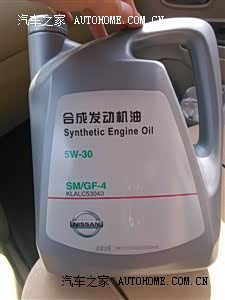 汽车之家 AUTOHOME.COM.CN
合成发动机油
Synthetic Engine Oil
5W-30
SM/GF-4
KLALC53043
NISSAN
汽车之家 AUTOHOME.COM.CN